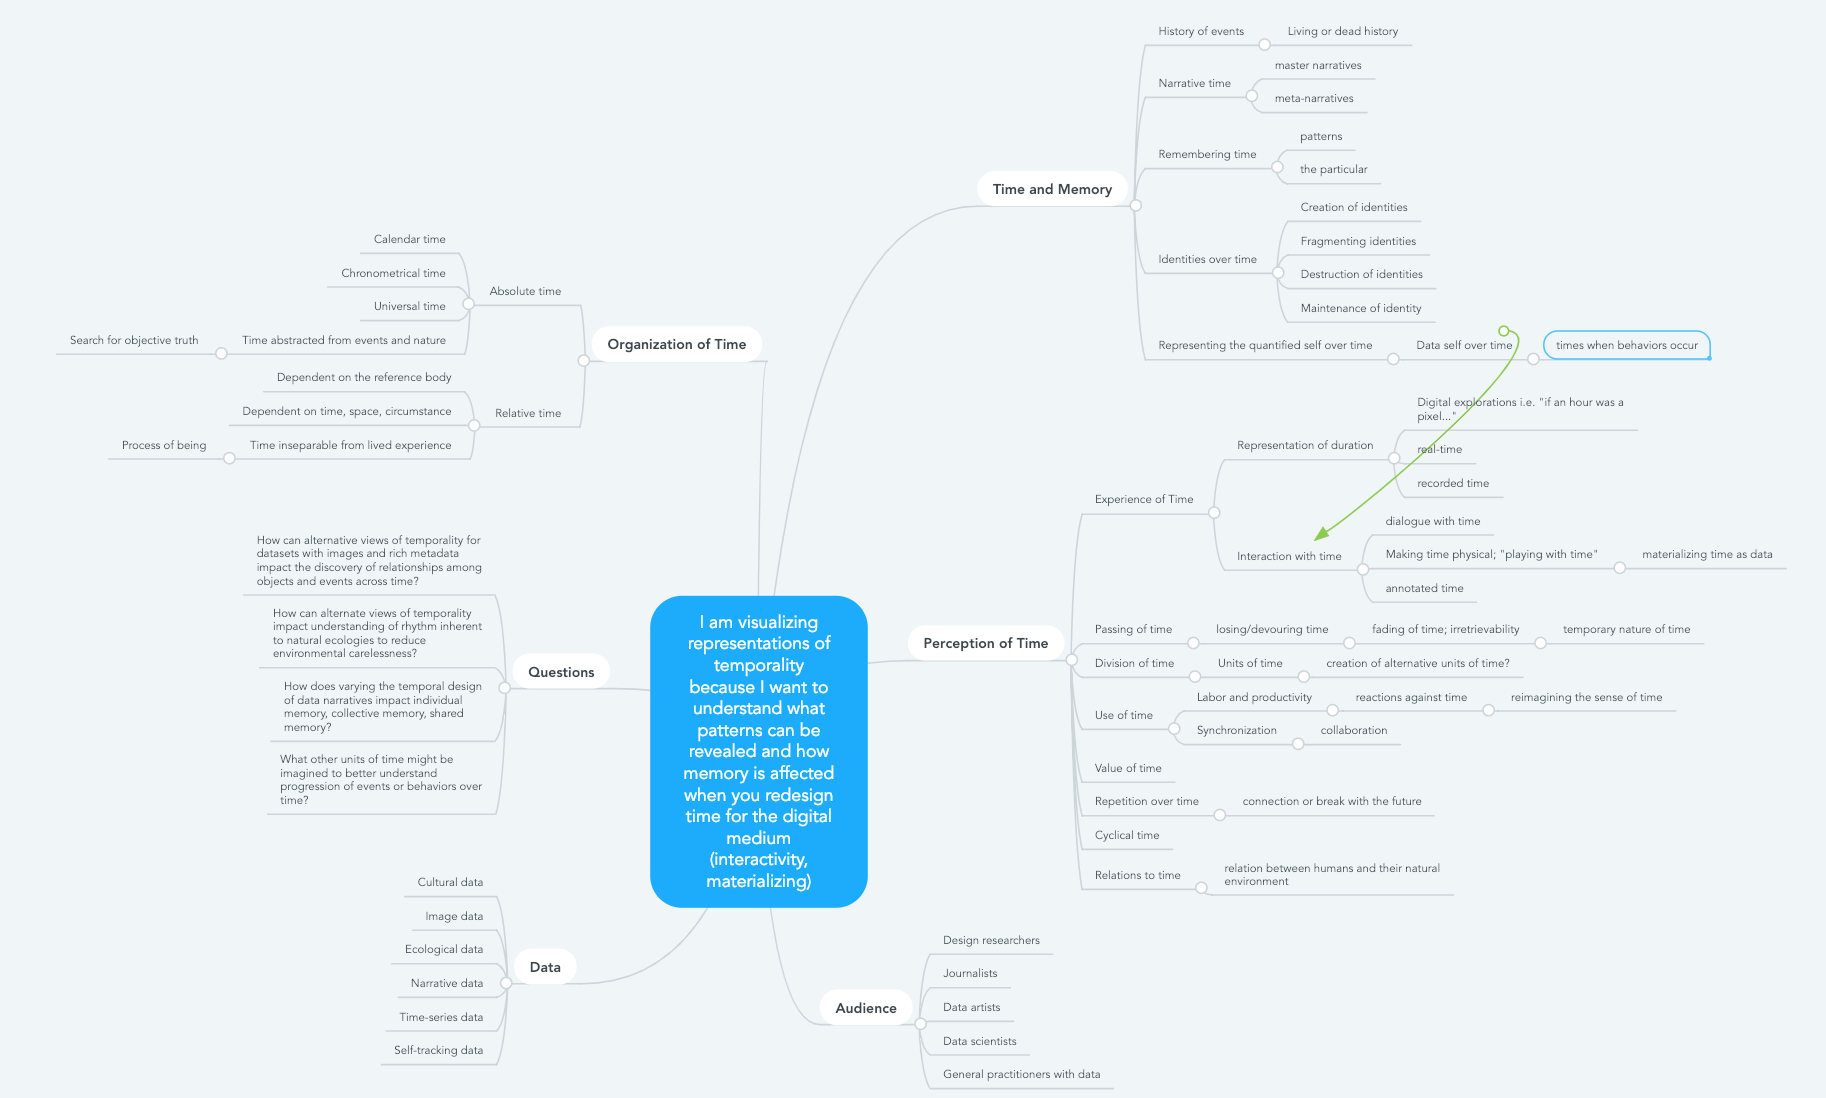 I am visualizing
representations of
temporality
because I want to
understand what
patterns can be
revealed and how
memory is affected
when you redesign
time for the digital
medium
(interactivity,
materializing)
Time and Memory
History of events
Living or dead history
Narrative time
master narratives
meta-narratives
Remembering time
patterns
the particular
Identities over time
Creation of identities
Fragmenting identities
Destruction of identities
Maintenance of identity
Representing the quantified self over time
Data self over time
times when behaviors occur
Perception of Time
Experience of Time
Representation of duration
Digital explorations i.e. "if an hour was a
pixel..."
real-time
recorded time
Interaction with time
dialogue with time
Making time physical; "playing with time"
materializing time as data
annotated time
Passing of time
losing/devouring time
fading of time; irretrievability
temporary nature of time
Division of time
Units of time
creation of alternative units of time?
Use of time
Labor and productivity
reactions against time
reimagining the sense of time
Synchronization
collaboration
Value of time
Repetition over time
connection or break with the future
Cyclical time
Relations to time
relation between humans and their natural
environment
Audience
Design researchers
Journalists
Data artists
Data scientists
General practitioners with data
Organization of Time
Absolute time
Calendar time
Chronometrical time
Universal time
Time abstracted from events and nature
Search for objective truth
Relative time
Dependent on the reference body
Dependent on time, space, circumstance
Time inseparable from lived experience
Process of being
Questions
How can alternative views of temporality for
datasets with images and rich metadata
impact the discovery of relationships among
objects and events across time?
How can alternate views of temporality
impact understanding of rhythm inherent
to natural ecologies to reduce
environmental carelessness?
How does varying the temporal design
of data narratives impact individual
memory, collective memory, shared
memory?
What other units of time might be
imagined to better understand
progression of events or behaviors over
time?
Data
Cultural data
Image data
Ecological data
Narrative data
Time-series data
Self-tracking data